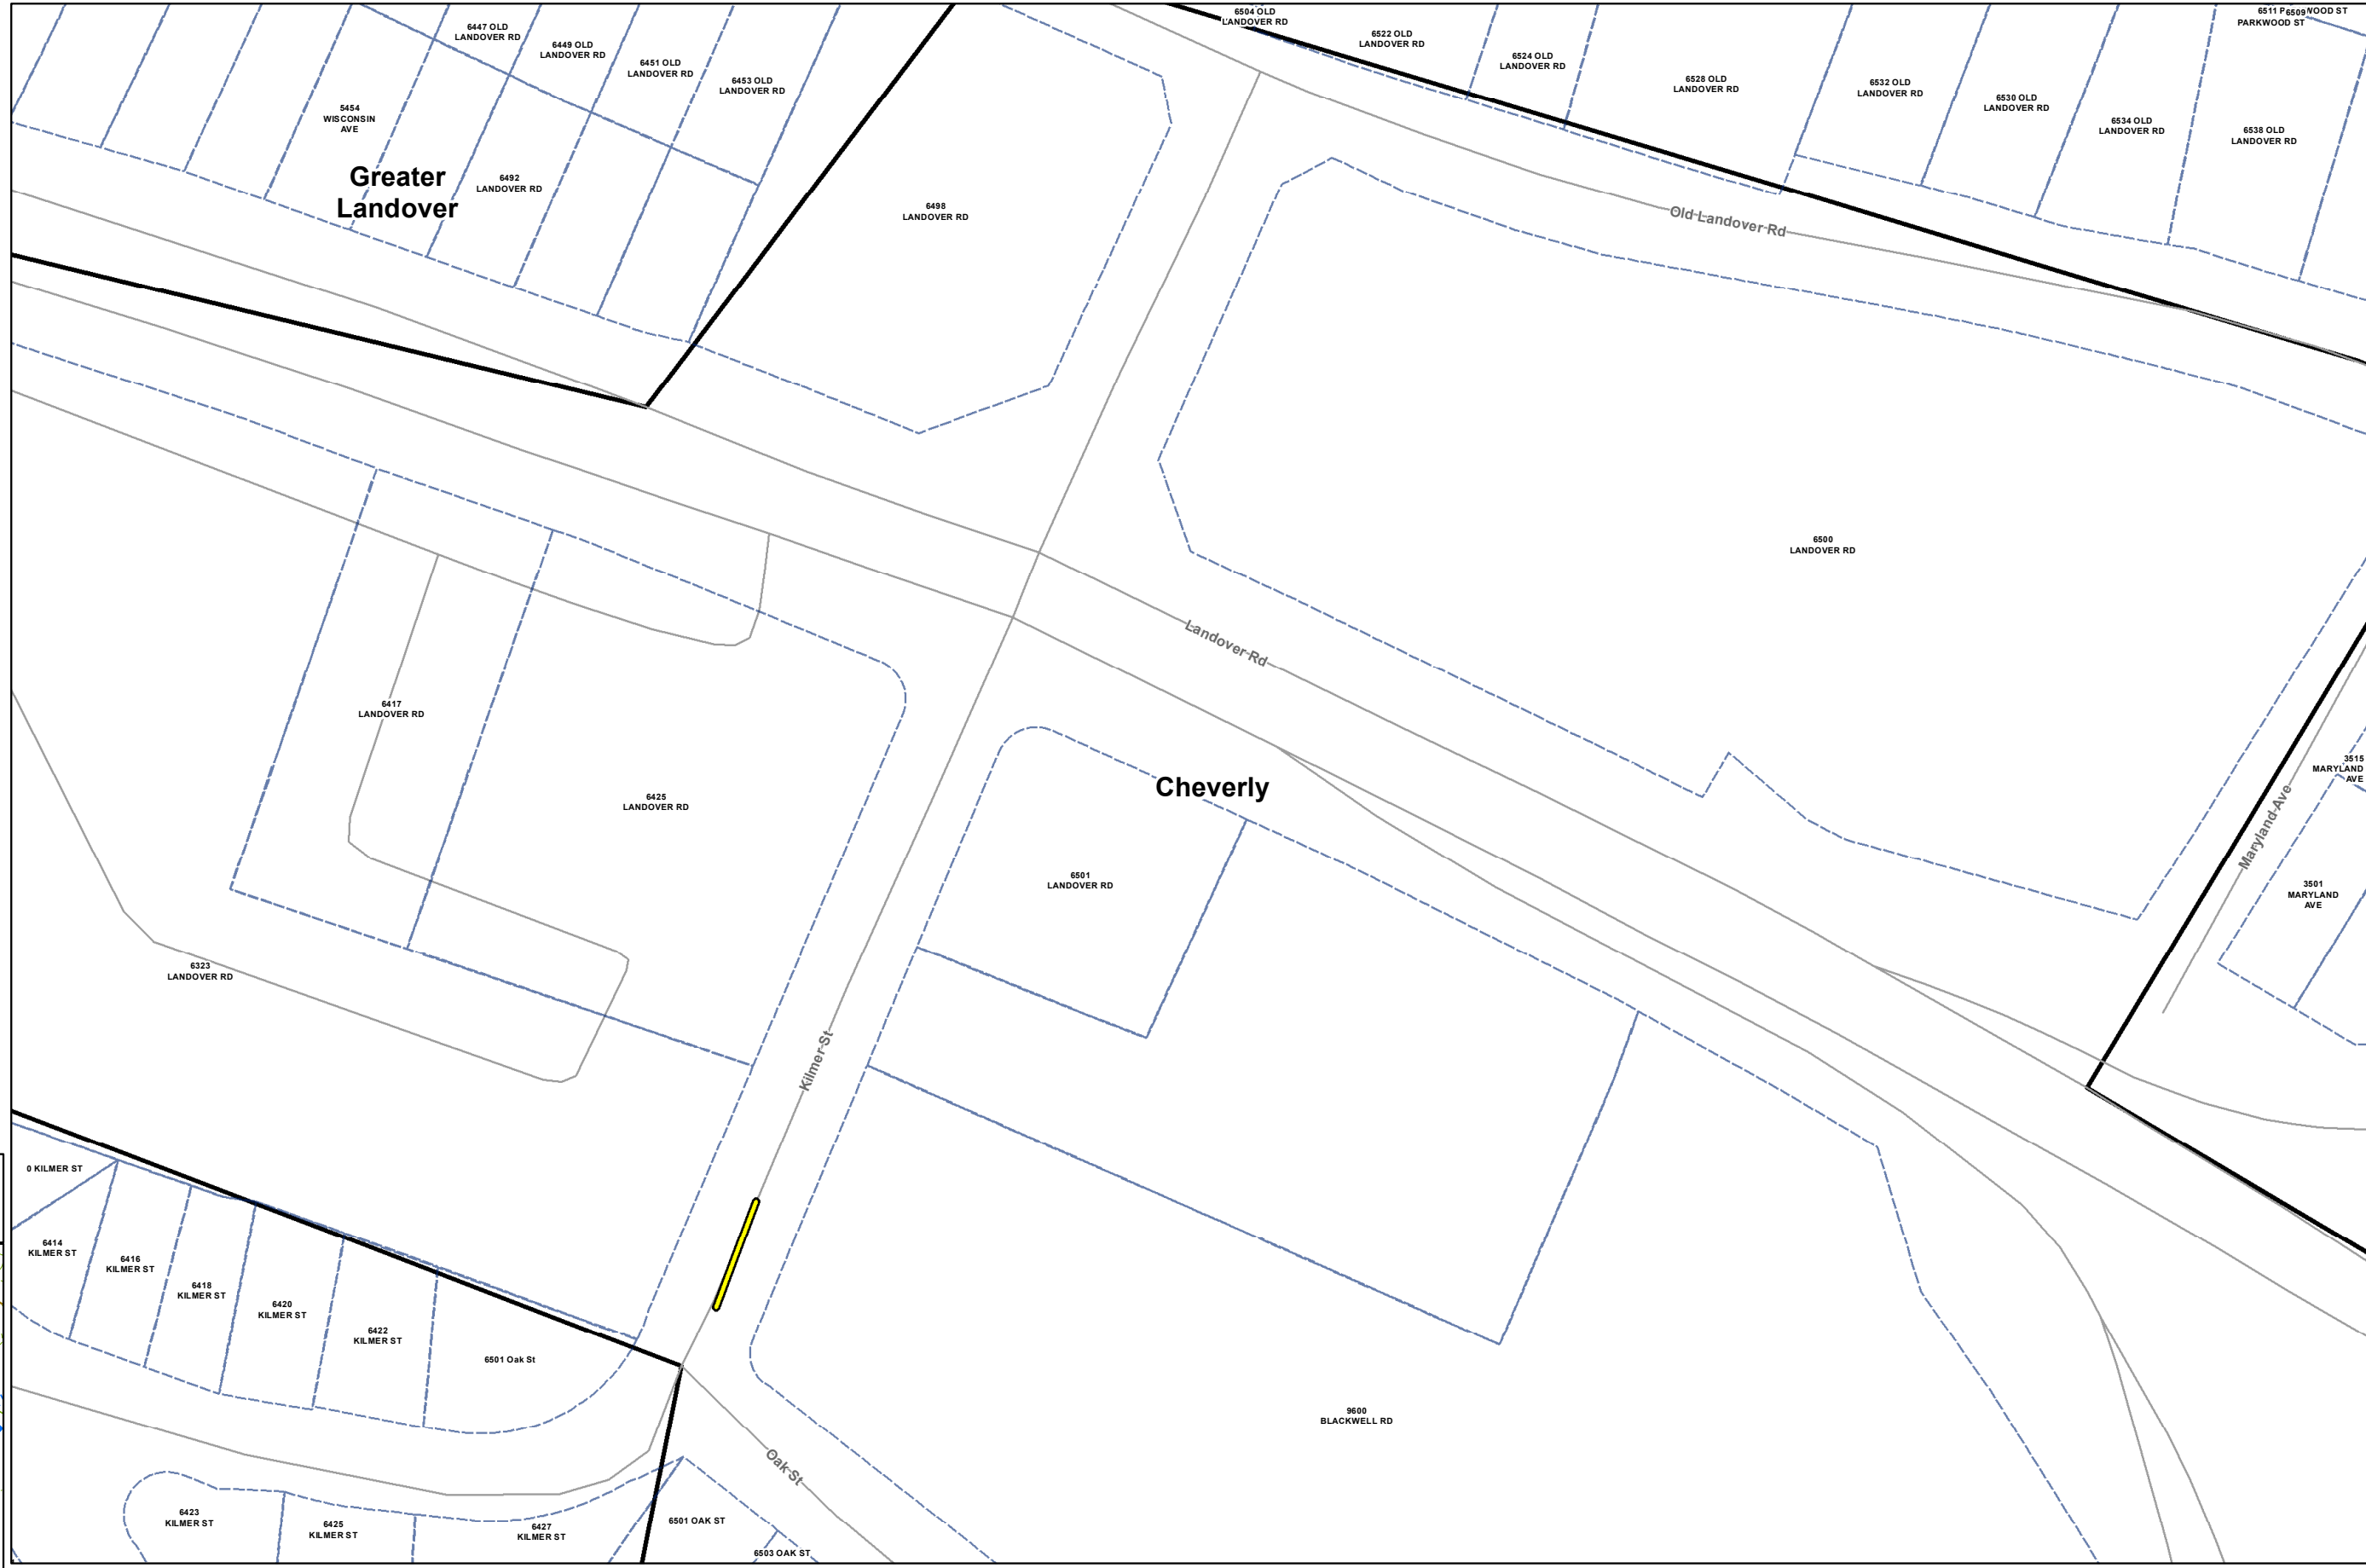 6447 OLD
LANDOVER RD
6449 OLD
LANDOVER RD
6451 OLD
LANDOVER RD
6453 OLD
LANDOVER RD
6504 OLD
LANDOVER RD
6522 OLD
LANDOVER RD
6524 OLD
LANDOVER RD
6528 OLD
LANDOVER RD
6532 OLD
LANDOVER RD
6530 OLD
LANDOVER RD
6534 OLD
LANDOVER RD
6538 OLD
LANDOVER RD
6511
6509
WOOD ST
PARKWOOD ST
5454
WISCONSIN
AVE
Greater
Landover
6492
LANDOVER RD
6498
LANDOVER RD
Old Landover Rd
6500
LANDOVER RD
Landover Rd
6417
LANDOVER RD
6425
LANDOVER RD
Cheverly
3515
MARYLAND
AVE
Maryland Ave
3501
MARYLAND
AVE
6501
LANDOVER RD
6323
LANDOVER RD
Kilmer St
0 KILMER ST
6414
KILMER ST
6416
KILMER ST
6418
KILMER ST
6420
KILMER ST
6422
KILMER ST
6501 Oak St
9600
BLACKWELL RD
Oak St
6423
KILMER ST
6425
KILMER ST
6427
KILMER ST
6501 OAK ST
6503 OAK ST